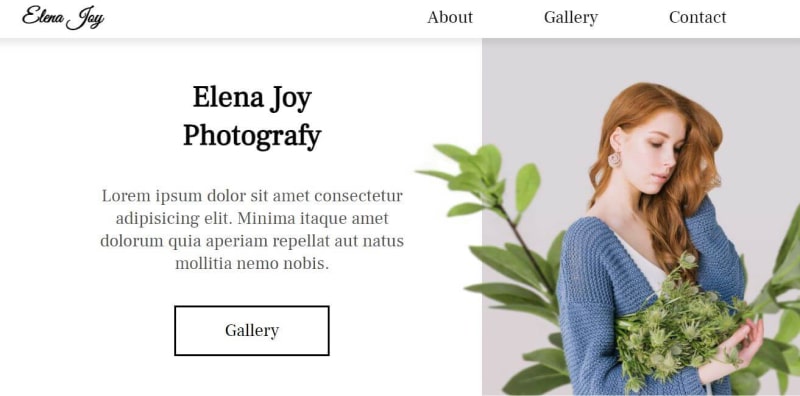 Elena Joy
About
Gallery
Contact
Elena Joy
Photografy
Lorem ipsum dolor sit amet consectetur
adipisicing elit. Minima itaque amet
dolorum quia aperiam repellat aut natus
mollitia nemo nobis.
Gallery